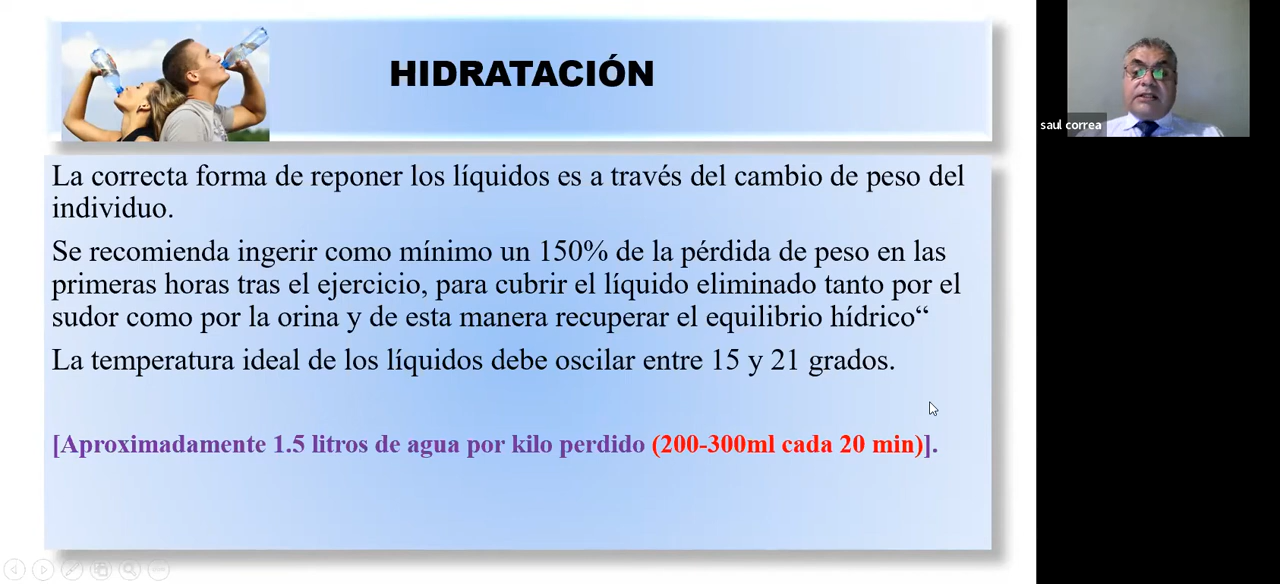 HIDRATACIÓN
saul correa
La correcta forma de reponer los líquidos es a través del cambio de peso del
individuo.
Se recomienda ingerir como mínimo un 150% de la pérdida de peso en las
primeras horas tras el ejercicio, para cubrir el líquido eliminado tanto por el
sudor como por la orina y de esta manera recuperar el equilibrio hídrico“
La temperatura ideal de los líquidos debe oscilar entre 15 y 21 grados.
[Aproximadamente 1.5 litros de agua por kilo perdido (200-300ml cada 20 min)].